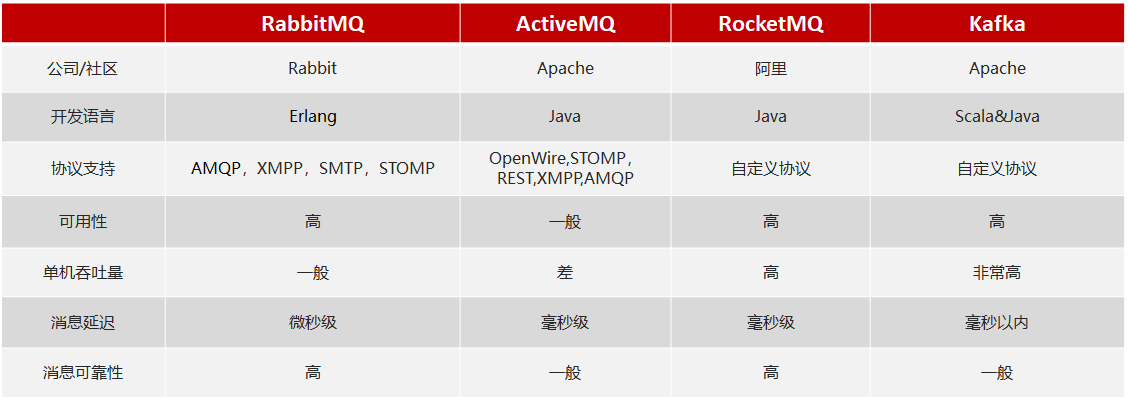 RabbitMQ ActiveMQ RocketMQ Kafka
公司/社区 Rabbit Apache 阿里 Apache
开发语言 Erlang Java Java Scala&Java
协议支持 AMQP，XMPP，SMTP，STOMP OpenWire,STOMP，
REST,XMPP,AMQP 自定义协议 自定义协议
可用性 高 一般 高 高
单机吞吐量 一般 差 高 非常高
消息延迟 微秒级 毫秒级 毫秒级 毫秒以内
消息可靠性 高 一般 高 一般